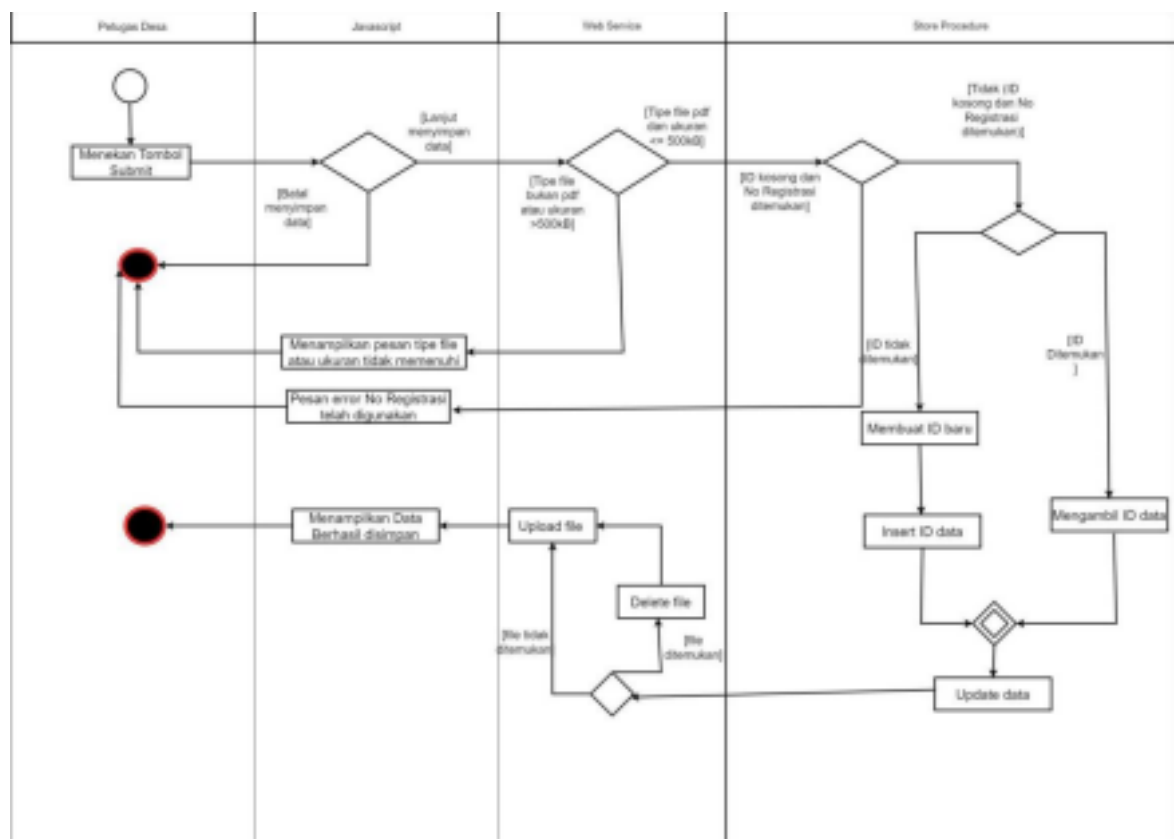 Petugas Desa
Javascript
Web Service
Store Procedure
Menekan Tombol
Submit
[Lanjut
menyimpan
data]
[Batal
menyimpan
data]
[Tipe file pdf
dan ukuran
<= 500kB]
[Tipe file
bukan pdf
atau ukuran
>500kB]
[ID kosong dan
No Registrasi
ditemukan]
[Tidak (ID
kosong dan No
Registrasi
ditemukan)]
Menampilkan pesan tipe file
atau ukuran tidak memenuhi
Pesan error No Registrasi
telah digunakan
[ID tidak
ditemukan]
[ID
Ditemukan
]
Membuat ID baru
Insert ID data
Mengambil ID data
Menampilkan Data
Berhasil disimpan
Upload file
Delete file
[file tidak
ditemukan]
[file
ditemukan]
Update data